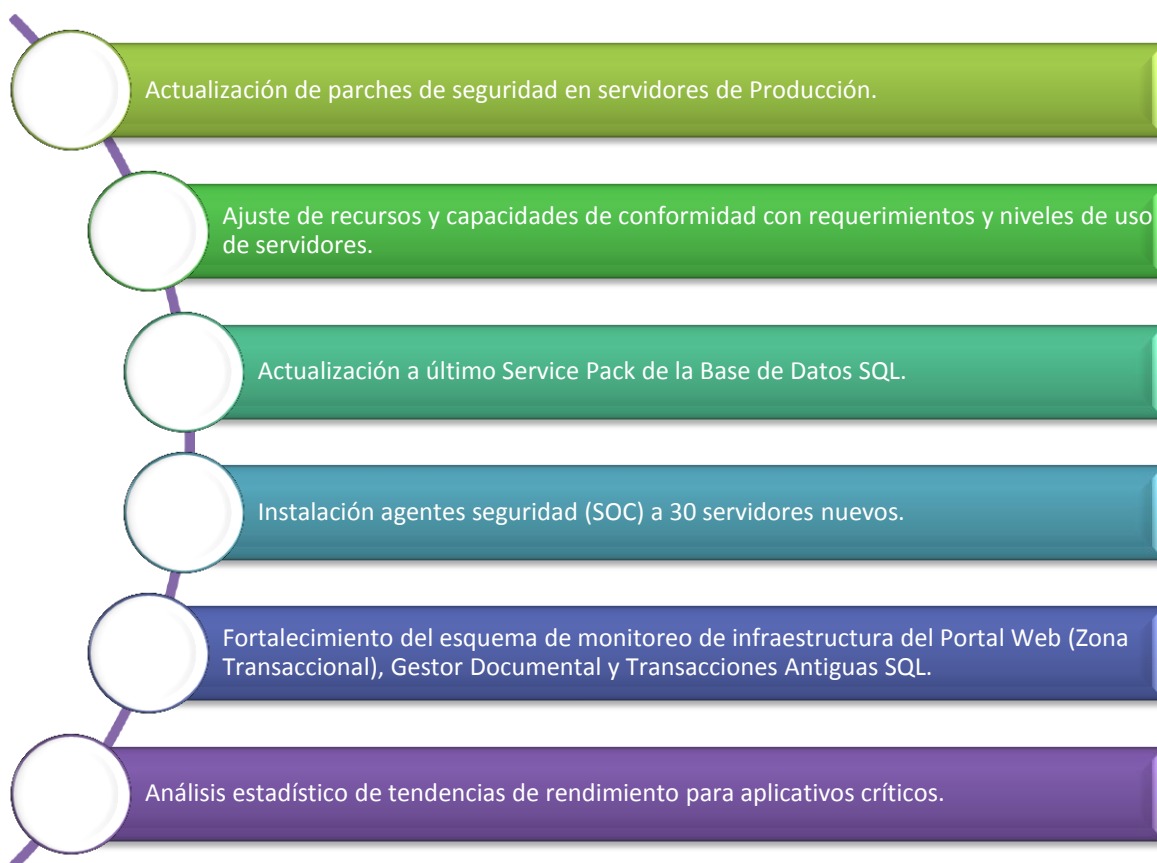 Actualización de parches de seguridad en servidores de Producción.
Ajuste de recursos y capacidades de conformidad con requerimientos y niveles de uso
de servidores.
Actualización a último Service Pack de la Base de Datos SQL.
Instalación agentes seguridad (SOC) a 30 servidores nuevos.
Fortalecimiento del esquema de monitoreo de infraestructura del Portal Web (Zona
Transaccional), Gestor Documental y Transacciones Antiguas SQL.
Análisis estadístico de tendencias de rendimiento para aplicativos críticos.